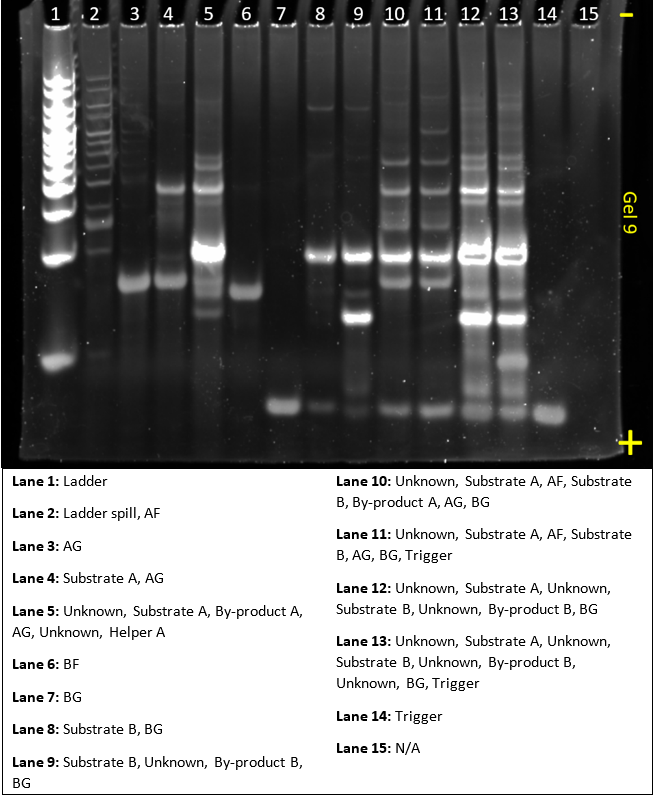 1 2 3 4 5 6 7 8 9 10 11 12 13 14 15 –
Gel 9
+
Lane 1: Ladder
Lane 2: Ladder spill, AF
Lane 3: AG
Lane 4: Substrate A, AG
Lane 5: Unknown, Substrate A, By-product A,
AG, Unknown, Helper A
Lane 6: BF
Lane 7: BG
Lane 8: Substrate B, BG
Lane 9: Substrate B, Unknown, By-product B,
BG
Lane 10: Unknown, Substrate A, AF, Substrate
B, By-product A, AG, BG
Lane 11: Unknown, Substrate A, AF, Substrate
B, AG, BG, Trigger
Lane 12: Unknown, Substrate A, Unknown,
Substrate B, Unknown, By-product B, BG
Lane 13: Unknown, Substrate A, Unknown,
Substrate B, Unknown, By-product B,
Unknown, BG, Trigger
Lane 14: Trigger
Lane 15: N/A